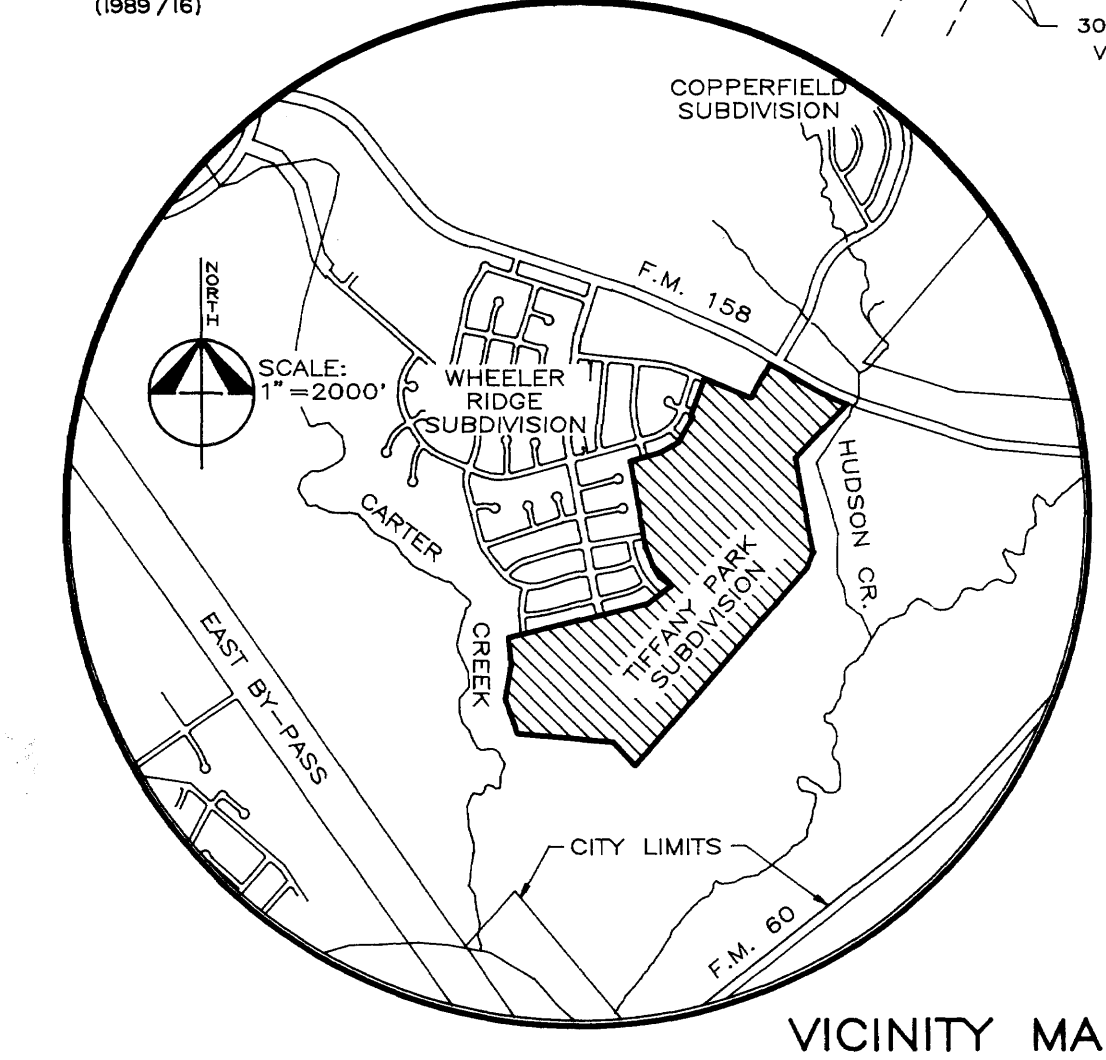 (1989/16)
30
V
COPPERFIELD
SUBDIVISION
F.M. 158
NORTH
SCALE:
1"=2000'
WHEELER
RIDGE
SUBDIVISION
HUDSON CR.
CARTER
CREEK
TIFFANY PARK
SUBDIVISION
EAST BY-PASS
CITY LIMITS
F.M. 60
VICINITY MA